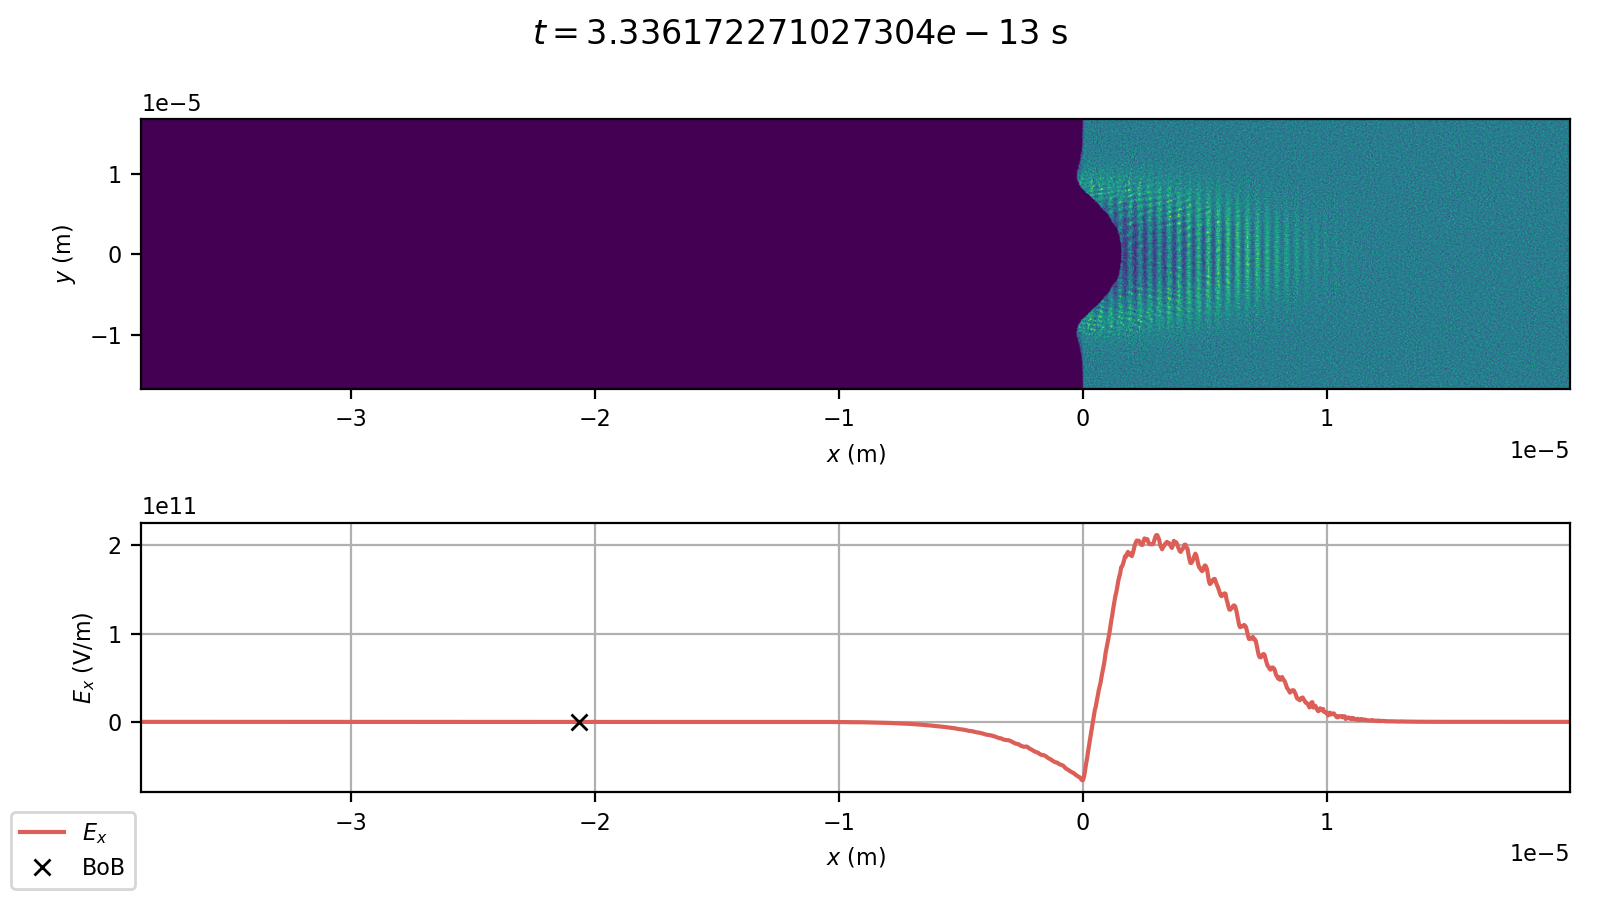 t = 3.336172271027304e − 13 s
1e−5
1
0
−1
y (m)
−3 −2 −1 0 1
x (m)
1e−5
1e11
2
1
0
E_x (V/m)
−3 −2 −1 0 1
x (m)
1e−5
E_x
BoB